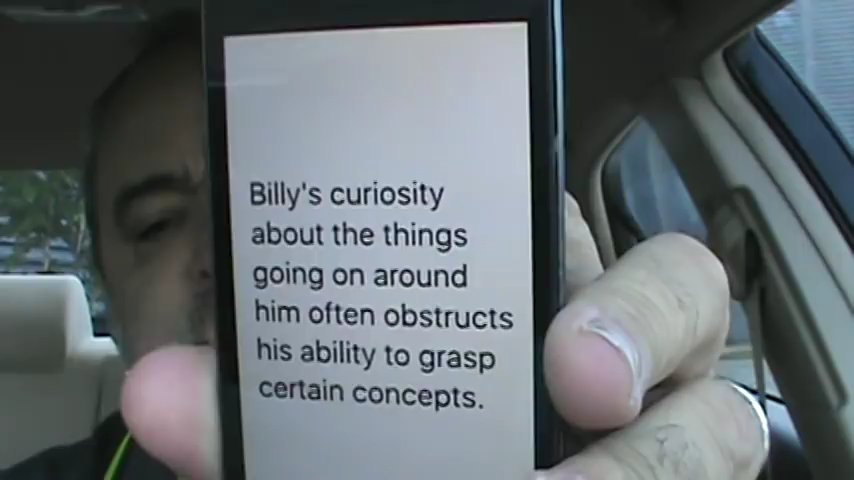 Billy's curiosity
about the things
going on around
him often obstructs
his ability to grasp
certain concepts.